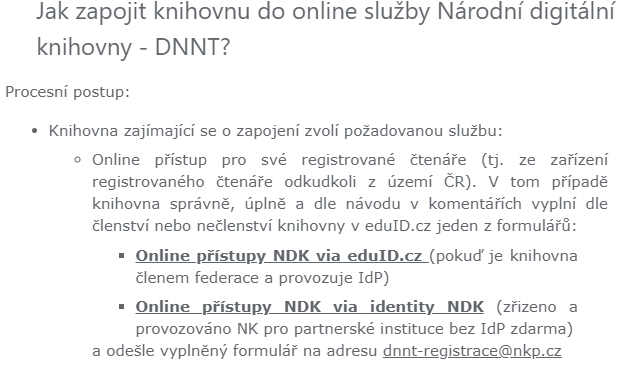 Jak zapojit knihovnu do online služby Národní digitální
knihovny - DNNT?
Procesní postup:
• Knihovna zajímající se o zapojení zvolí požadovanou službu:
◦ Online přístup pro své registrované čtenáře (tj. ze zařízení
registrovaného čtenáře odkudkoli z území ČR). V tom případě
knihovna správně, úplně a dle návodu v komentářích vyplní dle
členství nebo nečlenství knihovny v eduID.cz jeden z formulářů:
▪ Online přístupy NDK via eduID.cz (pokuď je knihovna
členem federace a provozuje IdP)
▪ Online přístupy NDK via identity NDK (zřizeno a
provozováno NK pro partnerské instituce bez IdP zdarma)
a odešle vyplněný formulář na adresu dnnt-registrace@nkp.cz